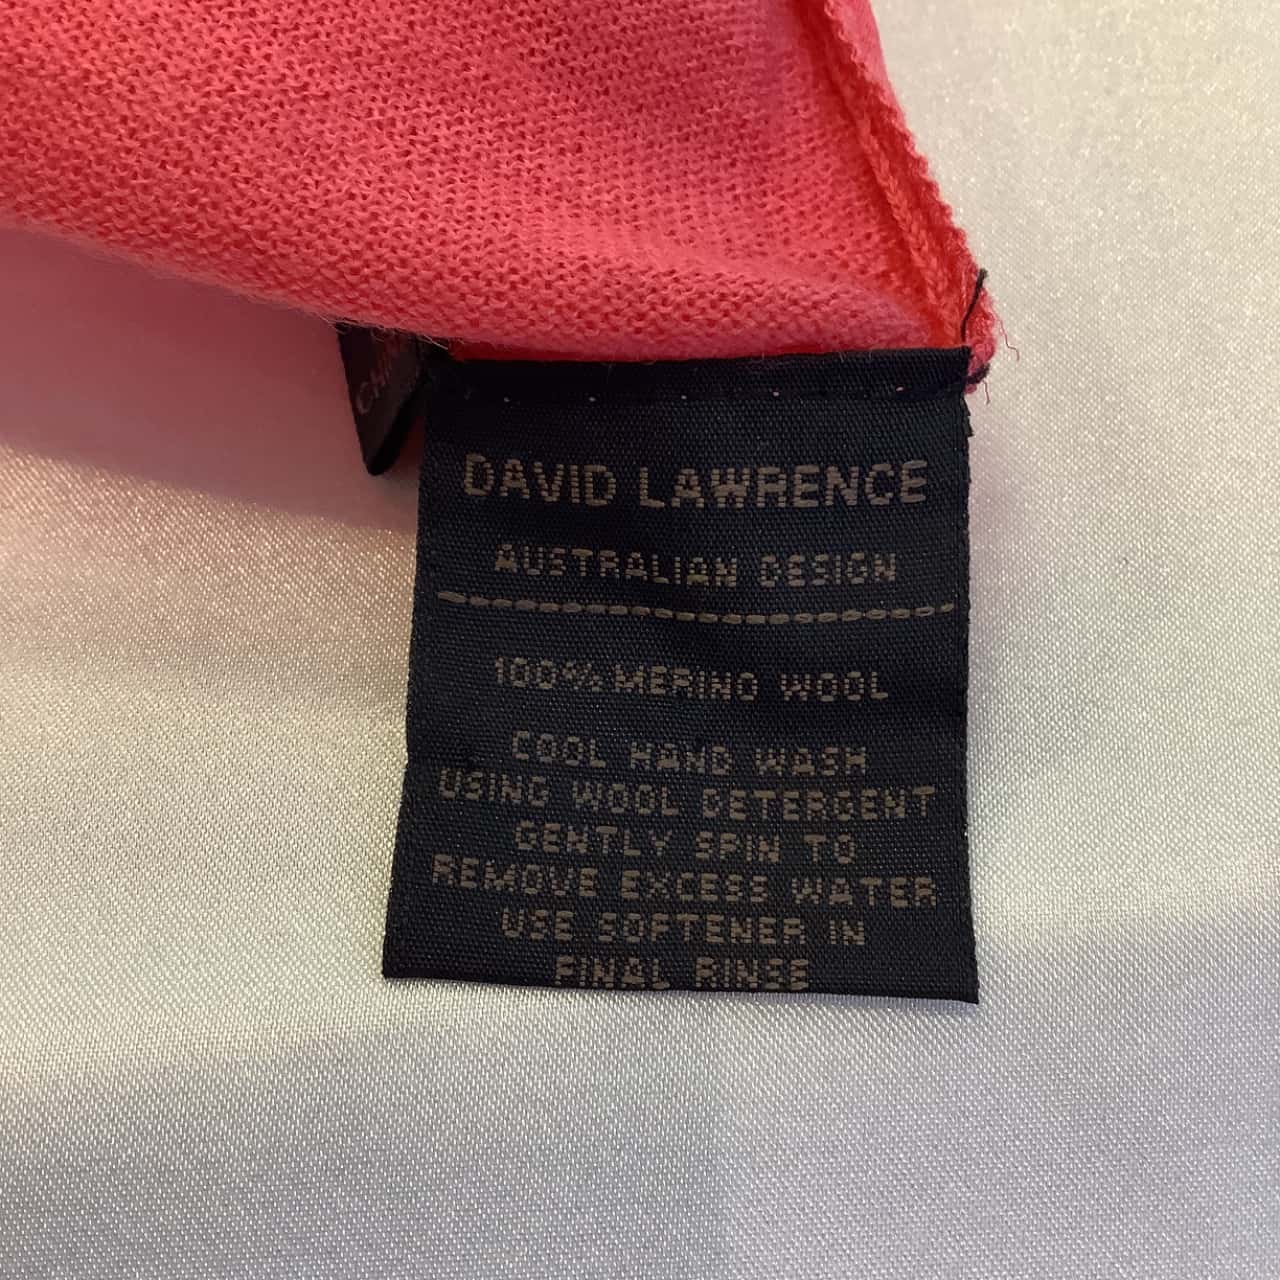 DAVID LAWRENCE
AUSTRALIAN DESIGN
100% MERINO WOOL
COOL HAND WASH
USING WOOL DETERGENT
GENTLY SPIN TO
REMOVE EXCESS WATER
USE SOFTENER IN
FINAL RINSE